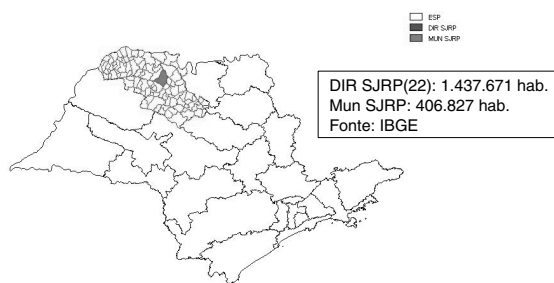 ESP
DIR SJRP
MUN SJRP
DIR SJRP(22): 1.437.671 hab.
Mun SJRP: 406.827 hab.
Fonte: IBGE